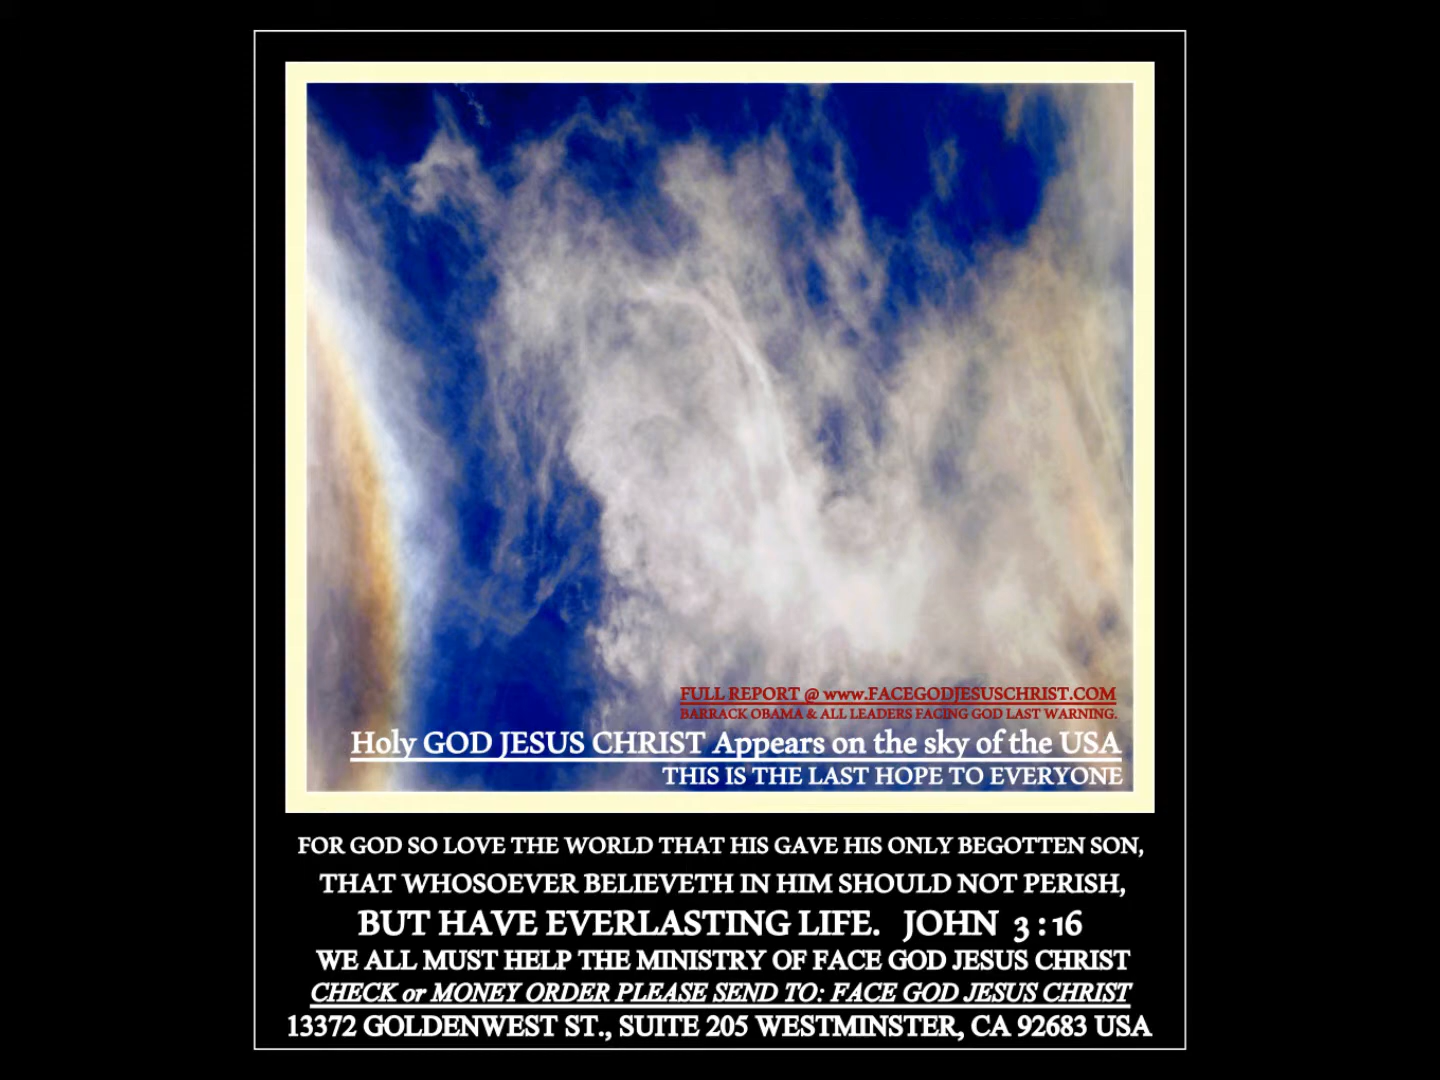 FULL REPORT @ www.FACEGODJESUSCHRIST.COM
BARRACK OBAMA & ALL LEADERS FACING GOD LAST WARNING.
Holy GOD JESUS CHRIST Appears on the sky of the USA
THIS IS THE LAST HOPE TO EVERYONE
FOR GOD SO LOVE THE WORLD THAT HIS GAVE HIS ONLY BEGOTTEN SON,
THAT WHOSOEVER BELIEVETH IN HIM SHOULD NOT PERISH,
BUT HAVE EVERLASTING LIFE. JOHN 3 : 16
WE ALL MUST HELP THE MINISTRY OF FACE GOD JESUS CHRIST
CHECK or MONEY ORDER PLEASE SEND TO: FACE GOD JESUS CHRIST
13372 GOLDENWEST ST., SUITE 205 WESTMINSTER, CA 92683 USA